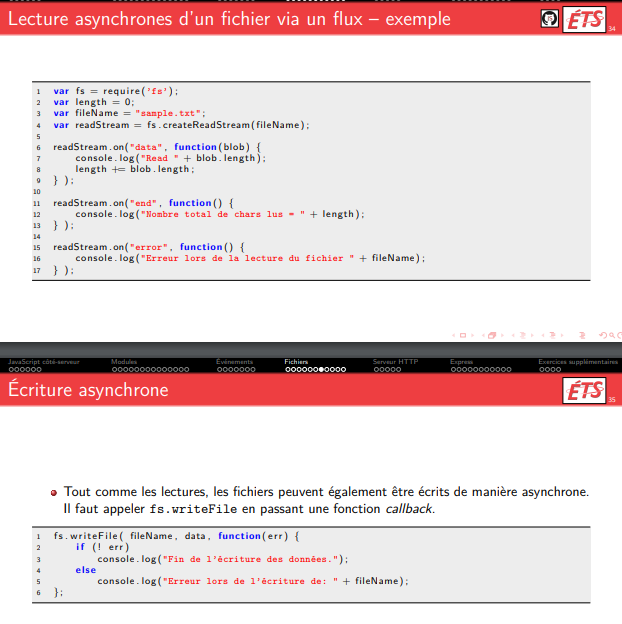 Lecture asynchrones d'un fichier via un flux – exemple
ÉTS
34
1 var fs = require('fs');
2 var length = 0;
3 var fileName = "sample.txt";
4 var readStream = fs.createReadStream(fileName);
5
6 readStream.on("data", function(blob) {
7 console.log("Read " + blob.length);
8 length += blob.length;
9 } );
10
11 readStream.on("end", function() {
12 console.log("Nombre total de chars lus = " + length);
13 } );
14
15 readStream.on("error", function() {
16 console.log("Erreur lors de la lecture du fichier " + fileName);
17 } );
JavaScript côté-serveur Modules Événements Fichiers Serveur HTTP Express Exercices supplémentaires
Écriture asynchrone
ÉTS
35
Tout comme les lectures, les fichiers peuvent également être écrits de manière asynchrone.
Il faut appeler fs.writeFile en passant une fonction callback.
1 fs.writeFile( fileName, data, function(err) {
2 if (! err)
3 console.log("Fin de l'écriture des données.");
4 else
5 console.log("Erreur lors de l'écriture de: " + fileName);
6 };